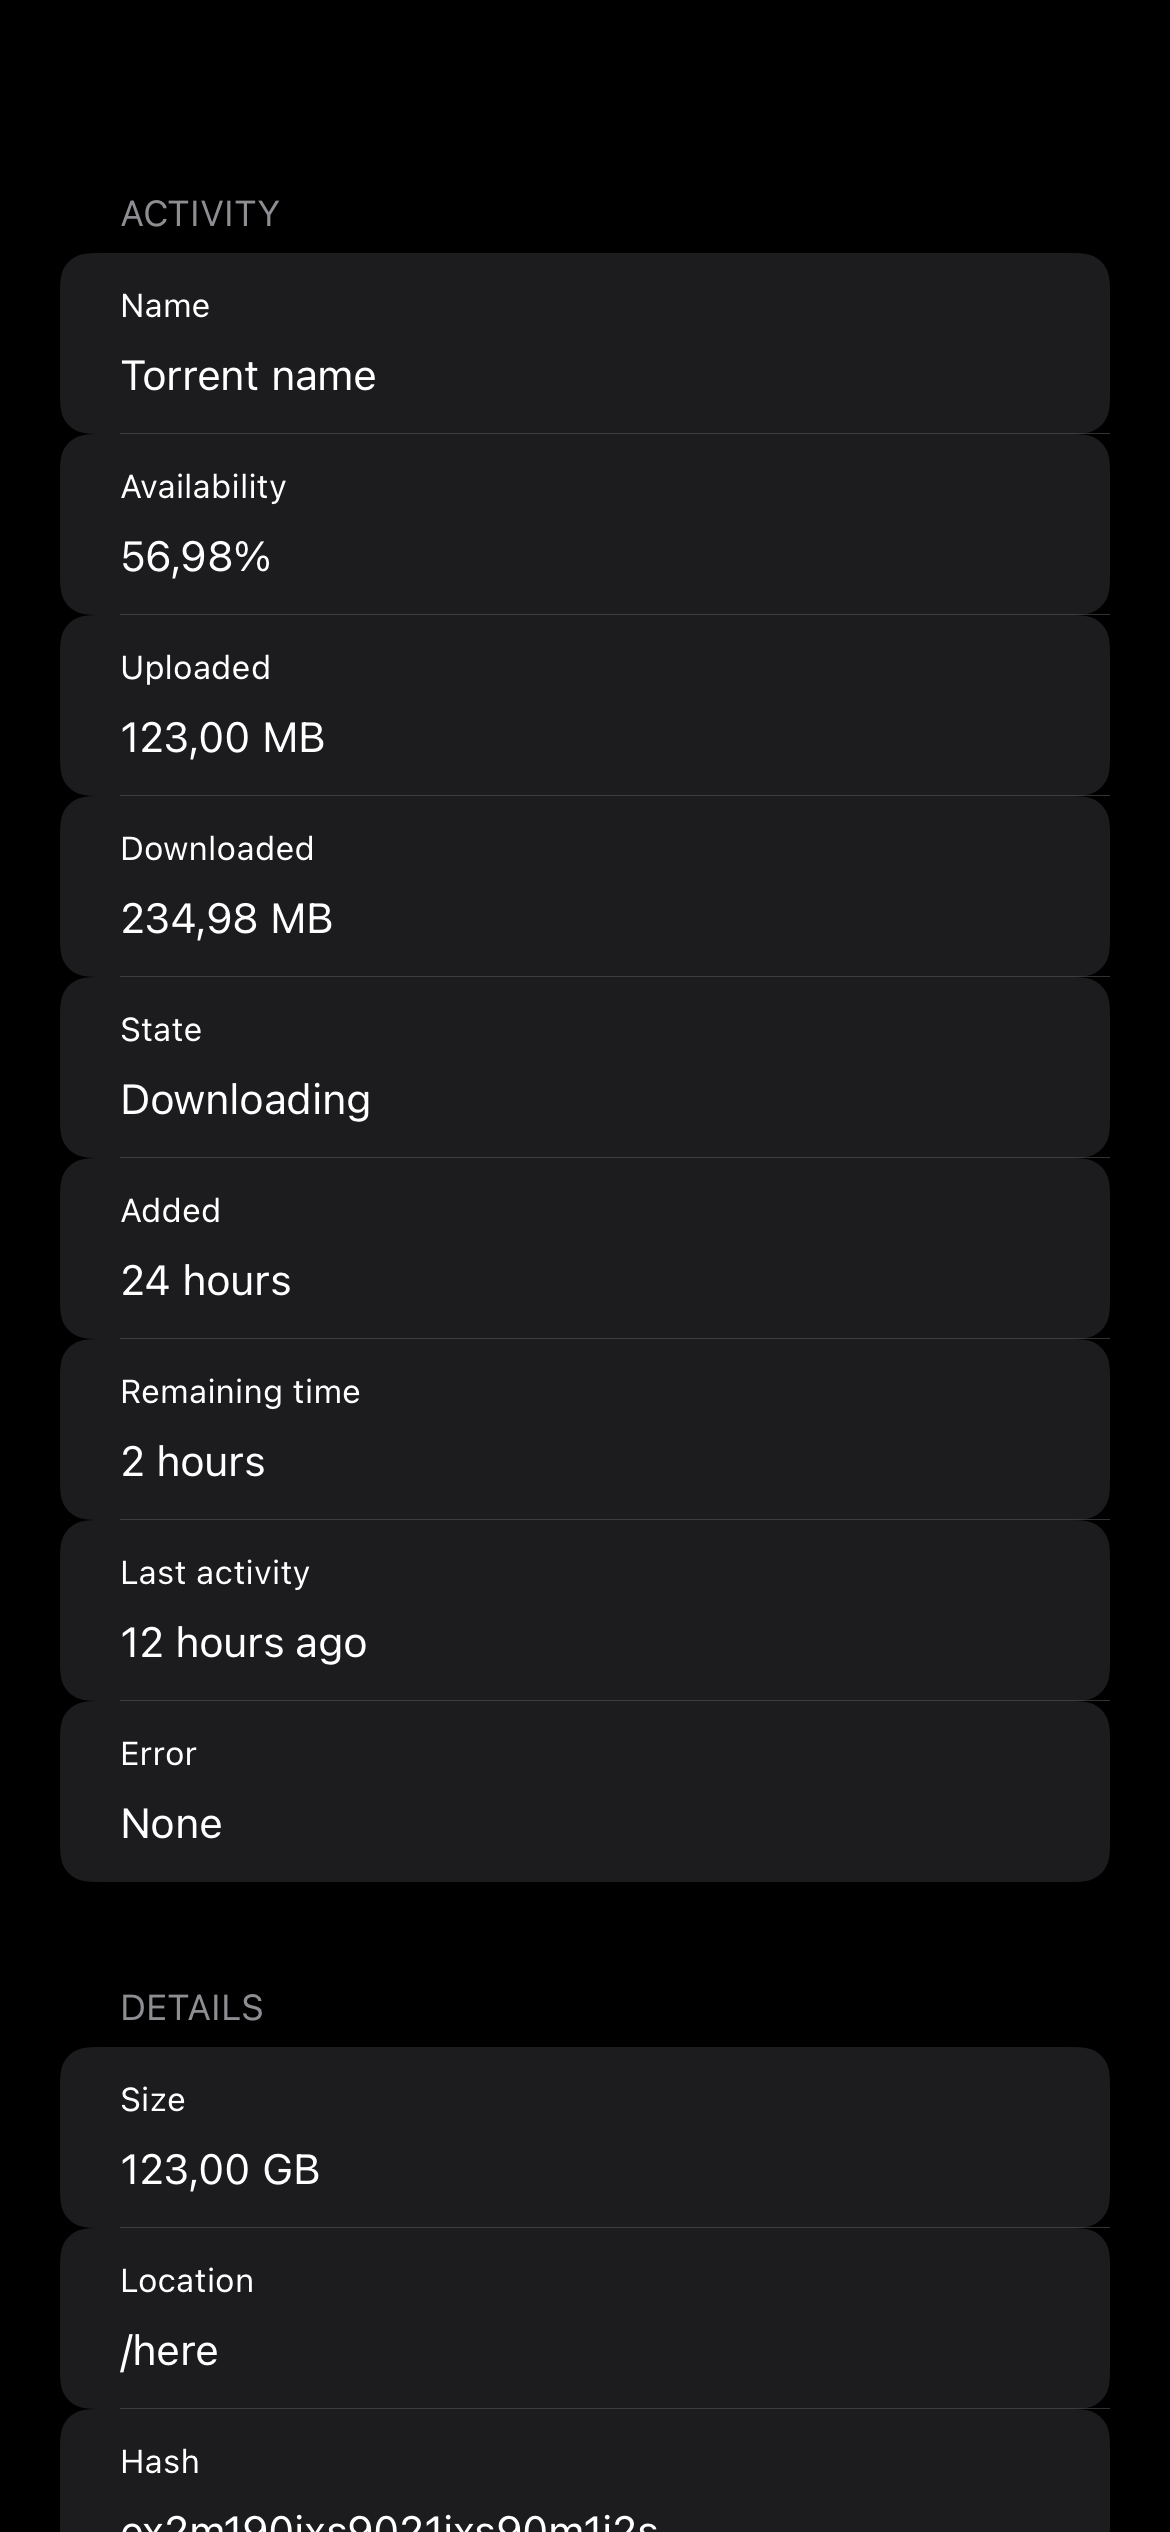 ACTIVITY
Name
Torrent name
Availability
56,98%
Uploaded
123,00 MB
Downloaded
234,98 MB
State
Downloading
Added
24 hours
Remaining time
2 hours
Last activity
12 hours ago
Error
None
DETAILS
Size
123,00 GB
Location
/here
Hash